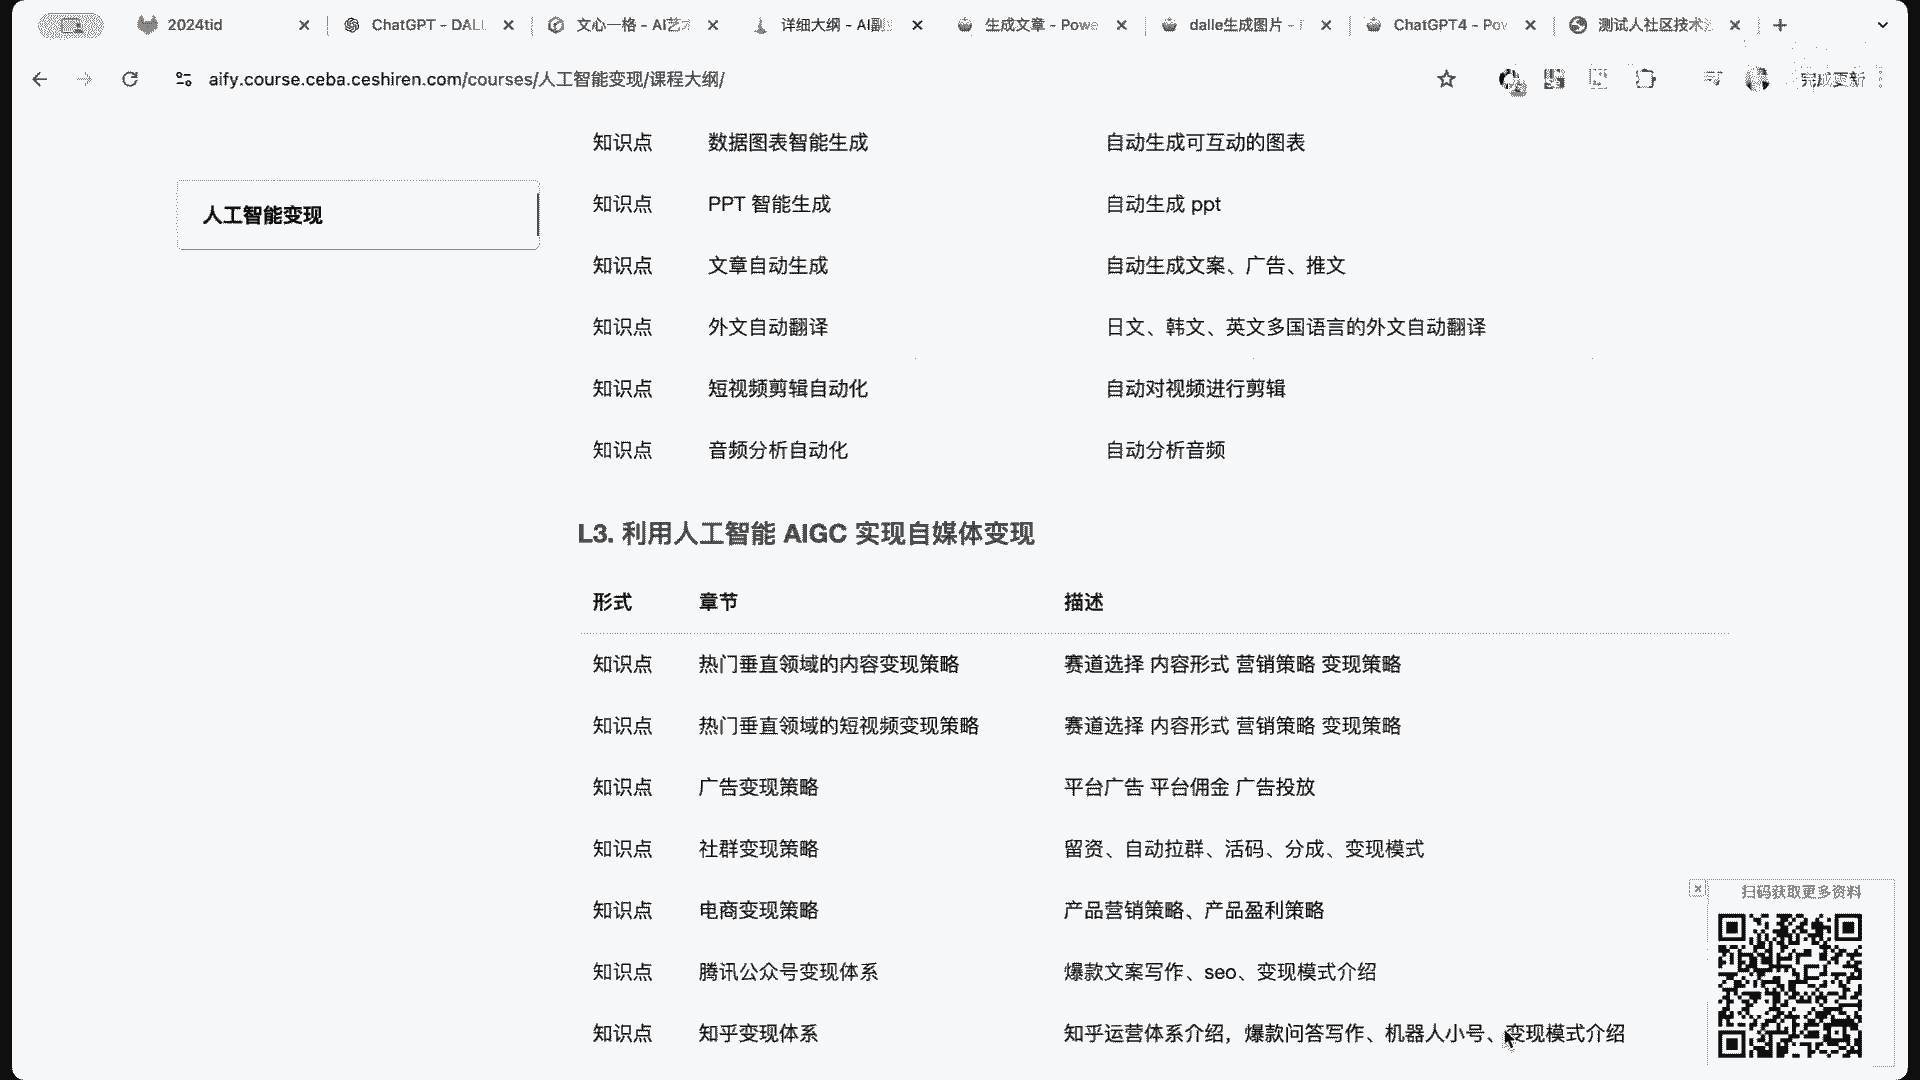 2024tid
ChatGPT - DALL
文心一格 - AI艺术
详细大纲 - AI副
生成文章 - Powe
dalle生成图片 -
ChatGPT4 - Pow
测试人社区技术
aify.course.ceba.ceshiren.com/courses/人工智能变现/课程大纲/
完成更新
人工智能变现
知识点 数据图表智能生成 自动生成可互动的图表
知识点 PPT 智能生成 自动生成 ppt
知识点 文章自动生成 自动生成文案、广告、推文
知识点 外文自动翻译 日文、韩文、英文多国语言的外文自动翻译
知识点 短视频剪辑自动化 自动对视频进行剪辑
知识点 音频分析自动化 自动分析音频
L3. 利用人工智能 AIGC 实现自媒体变现
形式 章节 描述
知识点 热门垂直领域的内容变现策略 赛道选择 内容形式 营销策略 变现策略
知识点 热门垂直领域的短视频变现策略 赛道选择 内容形式 营销策略 变现策略
知识点 广告变现策略 平台广告 平台佣金 广告投放
知识点 社群变现策略 留资、自动拉群、活码、分成、变现模式
知识点 电商变现策略 产品营销策略、产品盈利策略
知识点 腾讯公众号变现体系 爆款文案写作、seo、变现模式介绍
知识点 知乎变现体系 知乎运营体系介绍，爆款问答写作、机器人小号、变现模式介绍
扫码获取更多资料